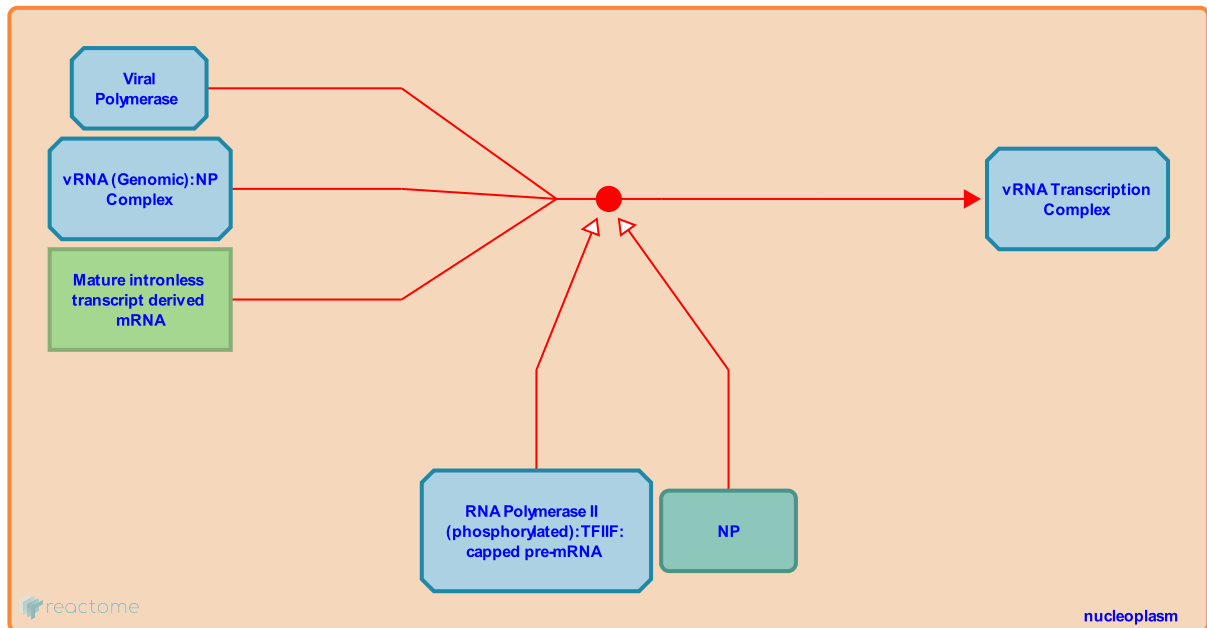 Viral
Polymerase
vRNA (Genomic):NP
Complex
Mature intronless
transcript derived
mRNA
vRNA Transcription
Complex
RNA Polymerase II
(phosphorylated):TFIIF:
capped pre-mRNA
NP
reactome
nucleoplasm